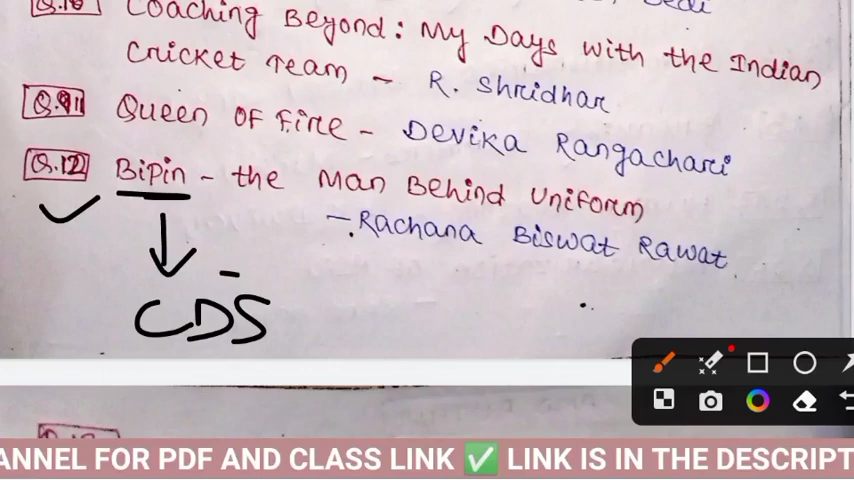 Q.10 Coaching Beyond: My Days with the Indian
Cricket Team - R. Shridhar
Q.11 Queen Of Fire - Devika Rangachari
Q.12 Bipin - the Man Behind Uniform
- Rachana Biswat Rawat
CDS
ANNEL FOR PDF AND CLASS LINK ✅ LINK IS IN THE DESCRIPT